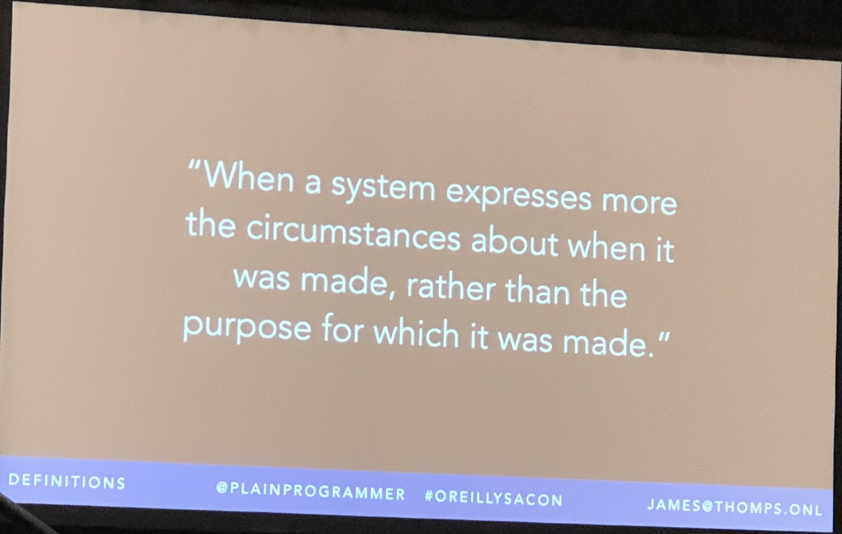 “When a system expresses more
the circumstances about when it
was made, rather than the
purpose for which it was made.”
DEFINITIONS @PLAINPROGRAMMER #OREILLYSACON JAMES@THOMPS.ONL